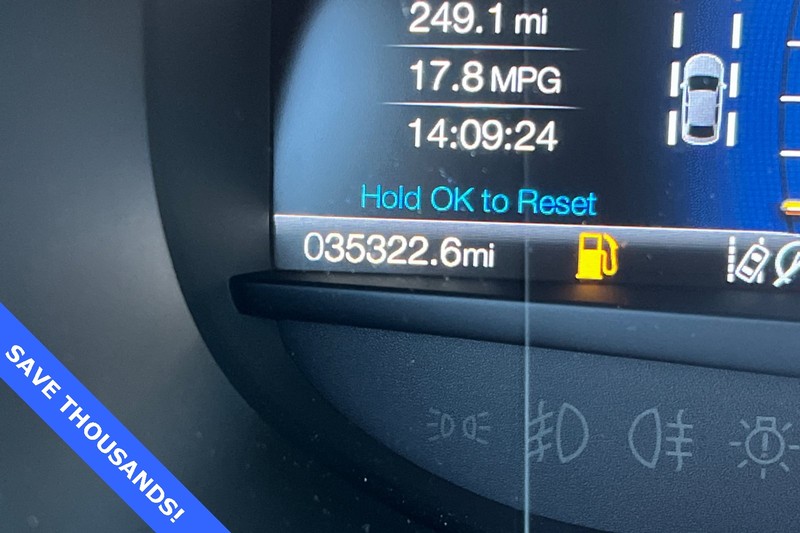 249.1 mi
17.8 MPG
14:09:24
Hold OK to Reset
035322.6mi
SAVE THOUSANDS!